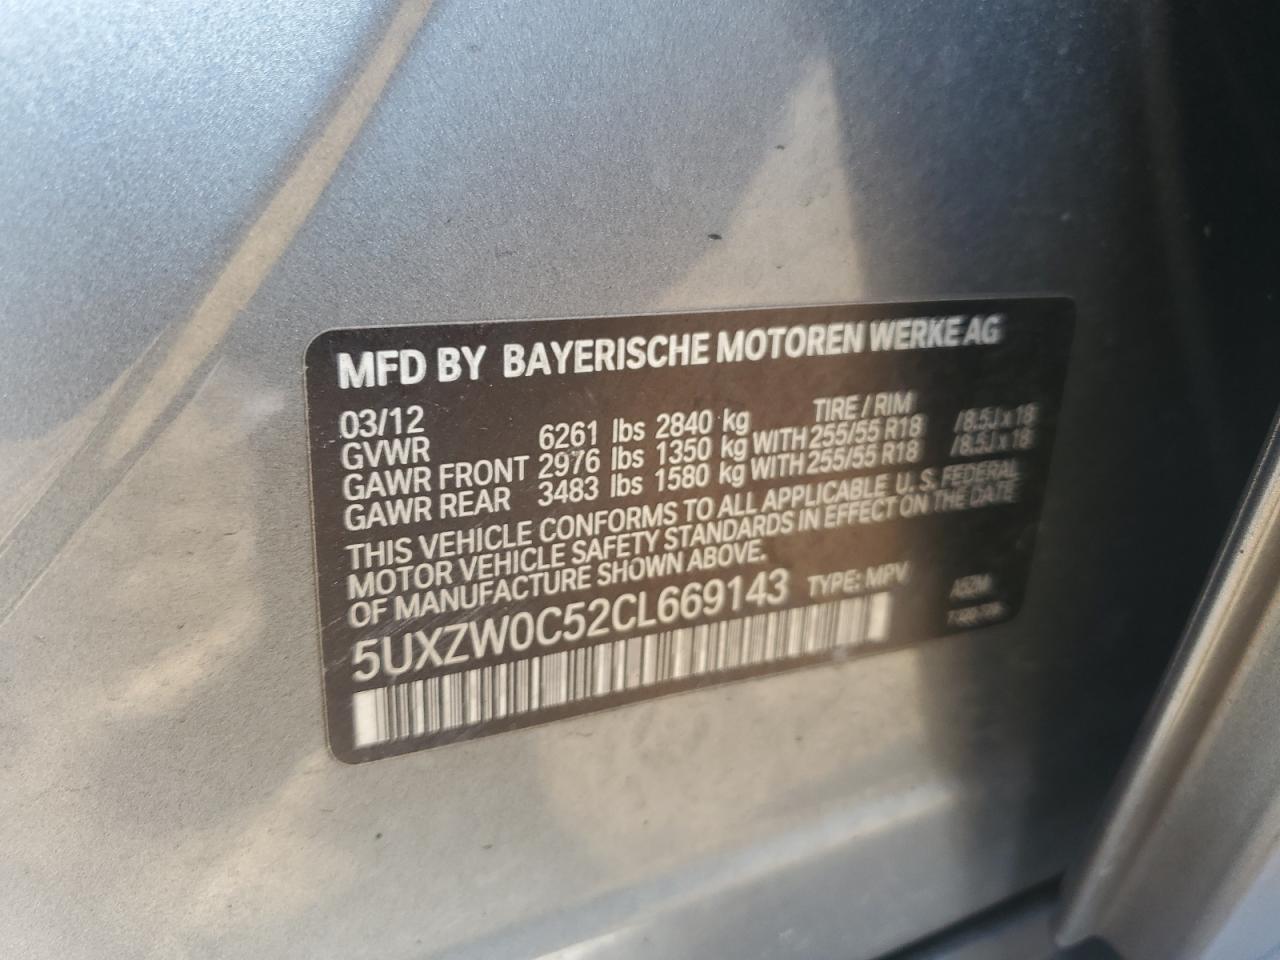 MFD BY BAYERISCHE MOTOREN WERKE AG
03/12 TIRE / RIM
GVWR 6261 lbs 2840 kg
GAWR FRONT 2976 lbs 1350 kg WITH 255/55 R18 /8.5J x 18
GAWR REAR 3483 lbs 1580 kg WITH 255/55 R18 /8.5J x 18
THIS VEHICLE CONFORMS TO ALL APPLICABLE U. S. FEDERAL
MOTOR VEHICLE SAFETY STANDARDS IN EFFECT ON THE DATE
OF MANUFACTURE SHOWN ABOVE.
5UXZW0C52CL669143 TYPE: MPV